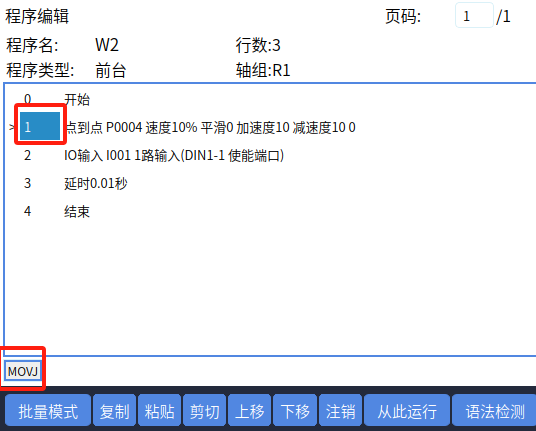 程序编辑 页码: 1 /1
程序名: W2 行数:3
程序类型: 前台 轴组:R1
0 开始
> 1 点到点 P0004 速度10% 平滑0 加速度10 减速度10 0
2 IO输入 I001 1路输入(DIN1-1 使能端口)
3 延时0.01秒
4 结束
MOVJ
批量模式 复制 粘贴 剪切 上移 下移 注销 从此运行 语法检测